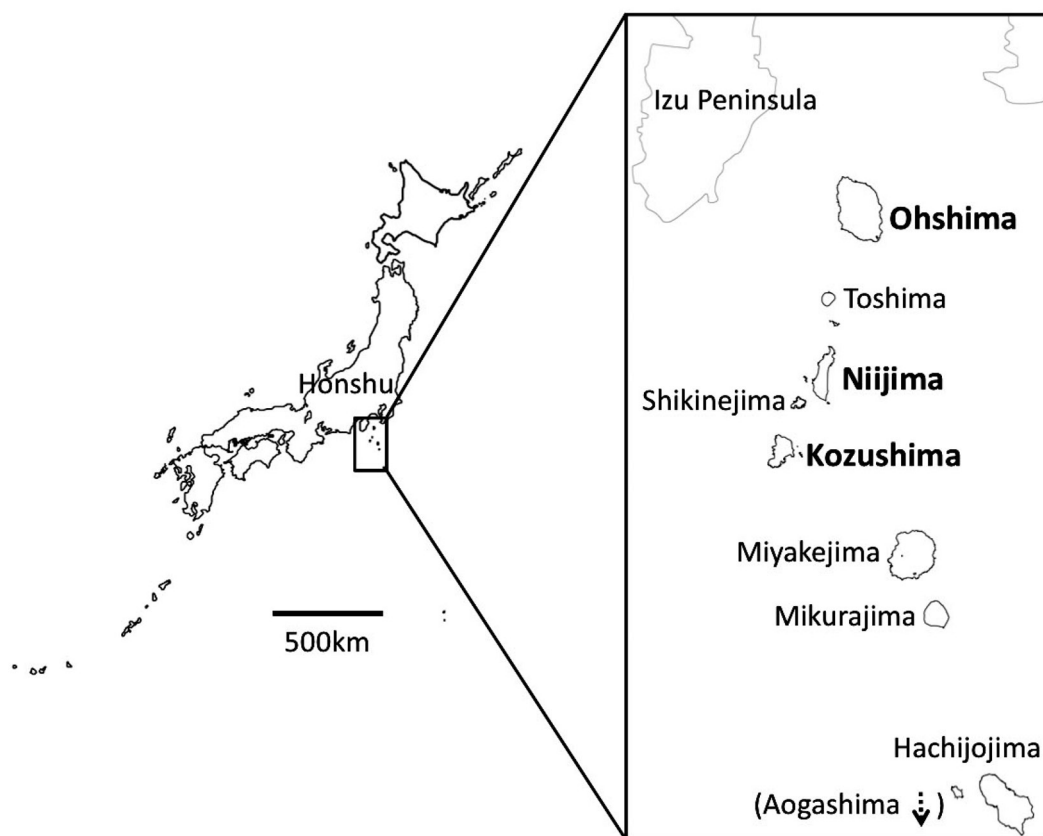 Izu Peninsula
Ohshima
Toshima
Honshu
Niijima
Shikinejima
Kozushima
Miyakejima
Mikurajima
500km
Hachijojima
(Aogashima )